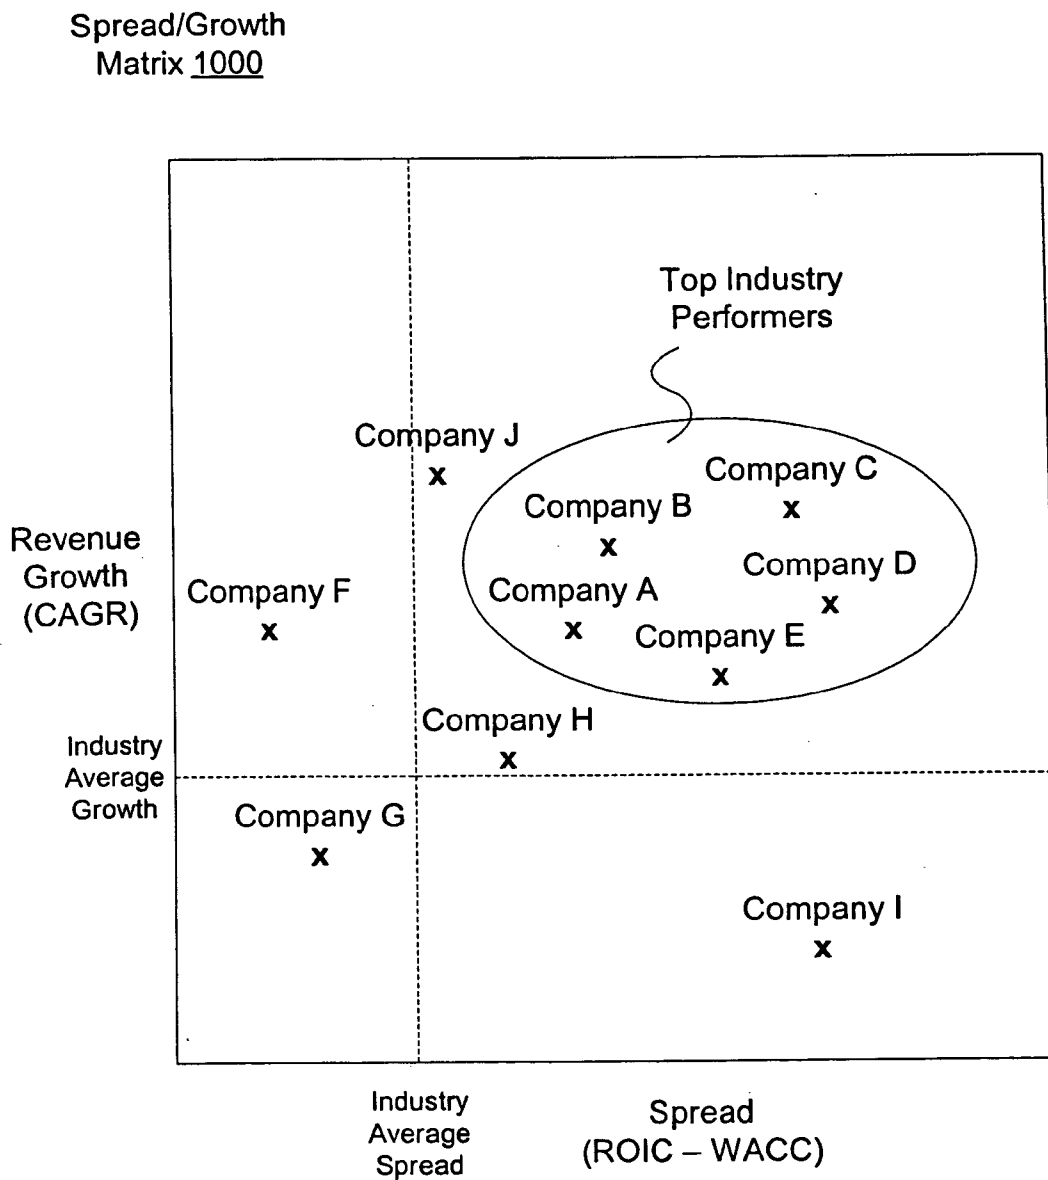 Spread/Growth
Matrix 1000
Top Industry
Performers
Company J
x
Company C
x
Company B
x
Company D
x
Company A
x
Company F
x
Company E
x
Revenue
Growth
(CAGR)
Company H
x
Industry
Average
Growth
Company G
x
Company I
x
Industry
Average
Spread
Spread
(ROIC – WACC)